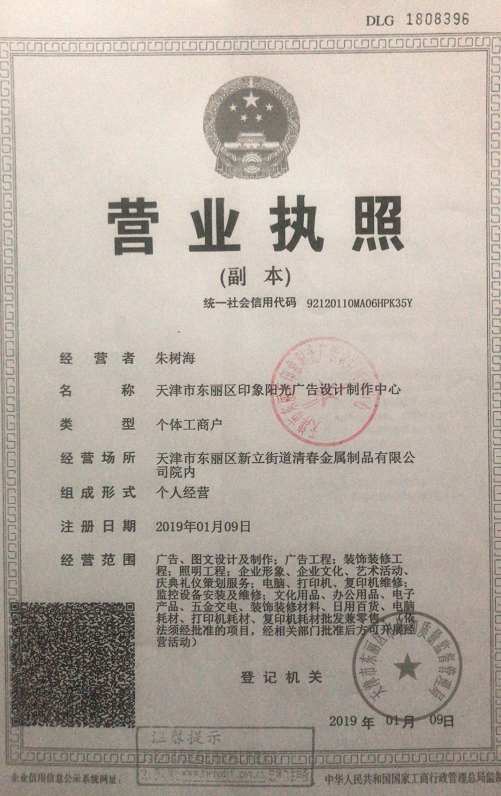 DLG 1808396
营业执照
(副 本)
统一社会信用代码 92120110MA06HPK35Y
经营者 朱树海
名称 天津市东丽区印象阳光广告设计制作中心
类型 个体工商户
经营场所 天津市东丽区新立街道清春金属制品有限公
司院内
组成形式 个人经营
注册日期 2019年01月09日
经营范围 广告、图文设计及制作；广告工程；装饰装修工
程；照明工程；企业形象、企业文化、艺术活动、
庆典礼仪策划服务；电脑、打印机、复印机维修；
监控设备安装及维修；文化用品、办公用品、电子
产品、五金交电、装饰装修材料、日用百货、电脑
耗材、打印机耗材、复印机耗材批发兼零售。（依
法须经批准的项目，经相关部门批准后方可开展经
营活动）
登记机关
2019 年 01 月 09 日
温馨提示
企业信用信息公示系统网址：
中华人民共和国国家工商行政管理总局监制